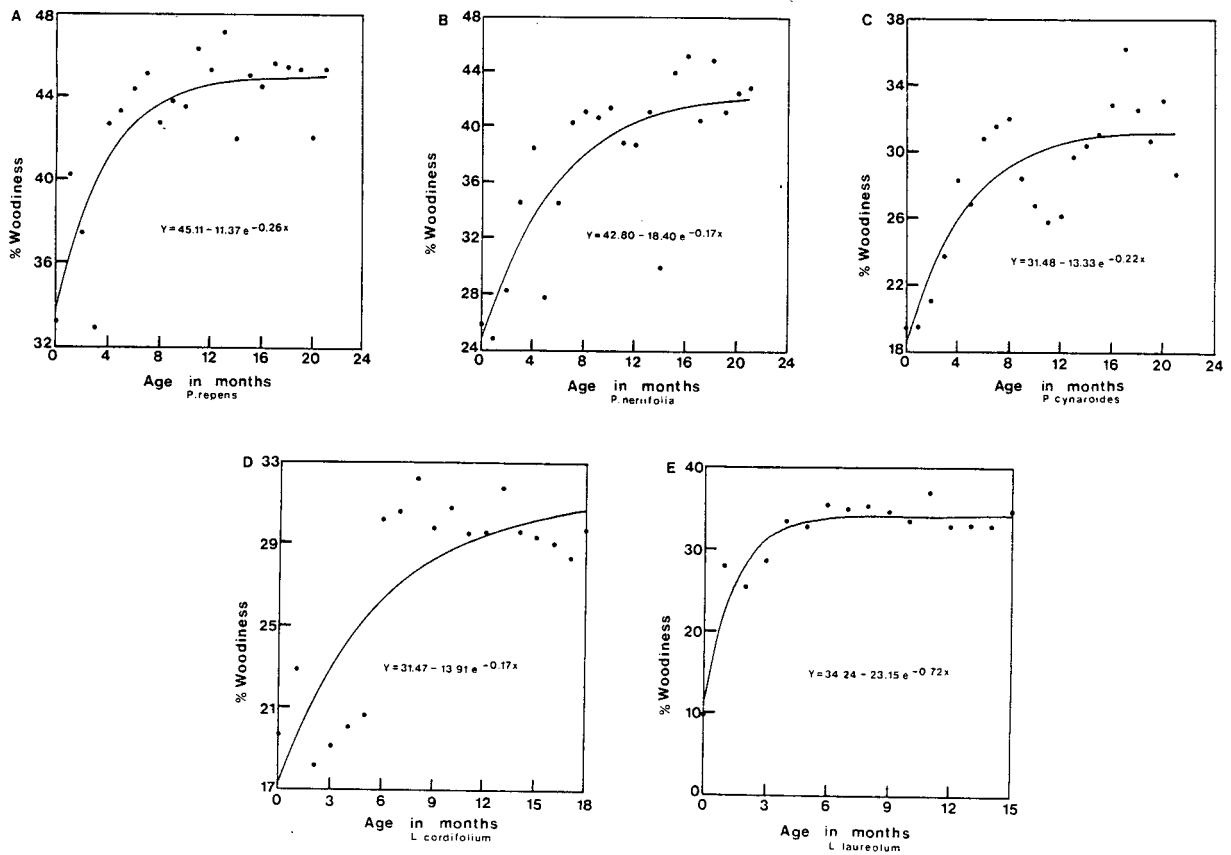 A
48
44
40
36
32
% Woodiness
Y=45.11-11.37 e-0.26x
0 4 8 12 16 20 24
Age in months
P.repens
B
48
44
40
36
32
28
24
% Woodiness
Y=42.80-18.40 e-0.17x
0 4 8 12 16 20 24
Age in months
P.neriifolia
C
38
34
30
26
22
18
% Woodiness
Y=31.48-13.33 e-0.22x
0 4 8 12 16 20 24
Age in months
P cynaroides
D
33
29
25
21
17
% Woodiness
Y=31.47-13 91 e-0.17x
0 3 6 9 12 15 18
Age in months
L cordifolium
E
40
30
20
10
0
% Woodiness
Y=34 24-23.15 e-0.72x
0 3 6 9 12 15
Age in months
L laureolum